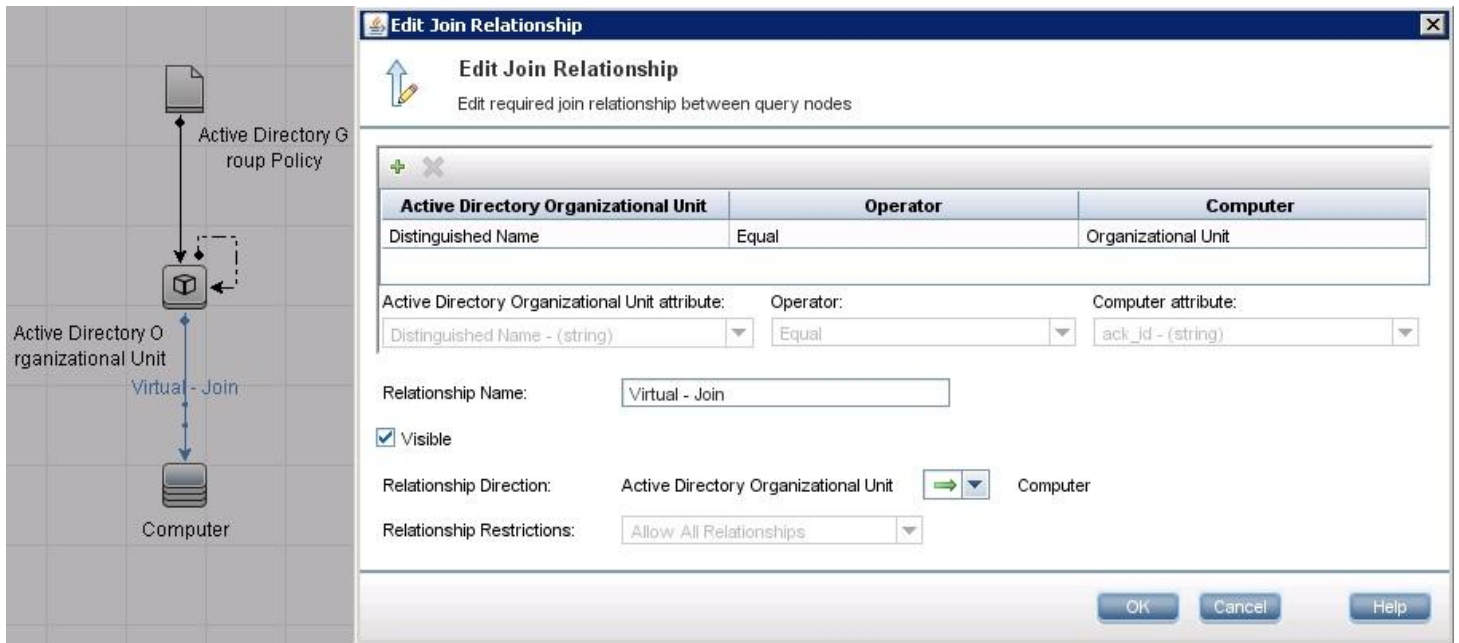 Active Directory G
roup Policy
Active Directory O
rganizational Unit
Virtual - Join
Computer
Edit Join Relationship
Edit Join Relationship
Edit required join relationship between query nodes
Active Directory Organizational Unit Operator Computer
Distinguished Name Equal Organizational Unit
Active Directory Organizational Unit attribute: Operator: Computer attribute:
Distinguished Name - (string) Equal ack_id - (string)
Relationship Name: Virtual - Join
Visible
Relationship Direction: Active Directory Organizational Unit Computer
Relationship Restrictions: Allow All Relationships
OK Cancel Help